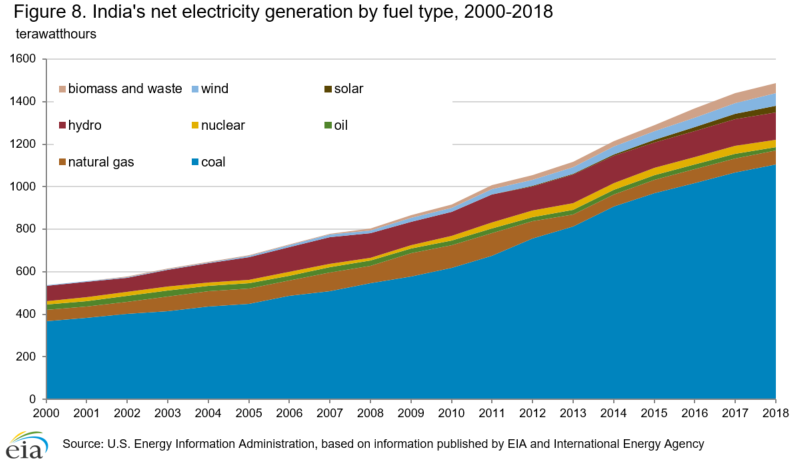 Figure 8. India's net electricity generation by fuel type, 2000-2018
terawatthours
1600
1400
1200
1000
800
600
400
200
0
biomass and waste wind solar
hydro nuclear oil
natural gas coal
2000 2001 2002 2003 2004 2005 2006 2007 2008 2009 2010 2011 2012 2013 2014 2015 2016 2017 2018
eia Source: U.S. Energy Information Administration, based on information published by EIA and International Energy Agency